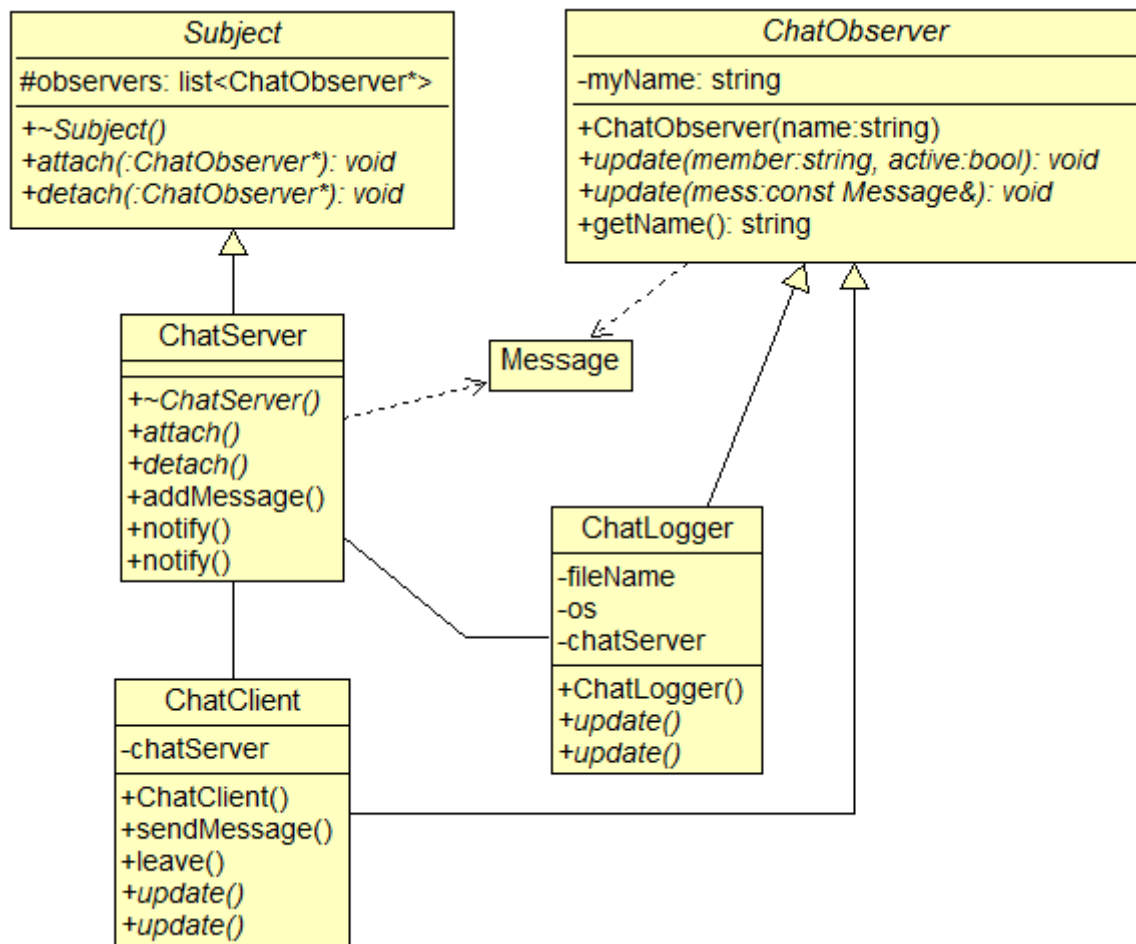 Subject
#observers: list<ChatObserver*>
+~Subject()
+attach(:ChatObserver*): void
+detach(:ChatObserver*): void
ChatObserver
-myName: string
+ChatObserver(name:string)
+update(member:string, active:bool): void
+update(mess:const Message&): void
+getName(): string
ChatServer
+~ChatServer()
+attach()
+detach()
+addMessage()
+notify()
+notify()
Message
ChatLogger
-fileName
-os
-chatServer
+ChatLogger()
+update()
+update()
ChatClient
-chatServer
+ChatClient()
+sendMessage()
+leave()
+update()
+update()